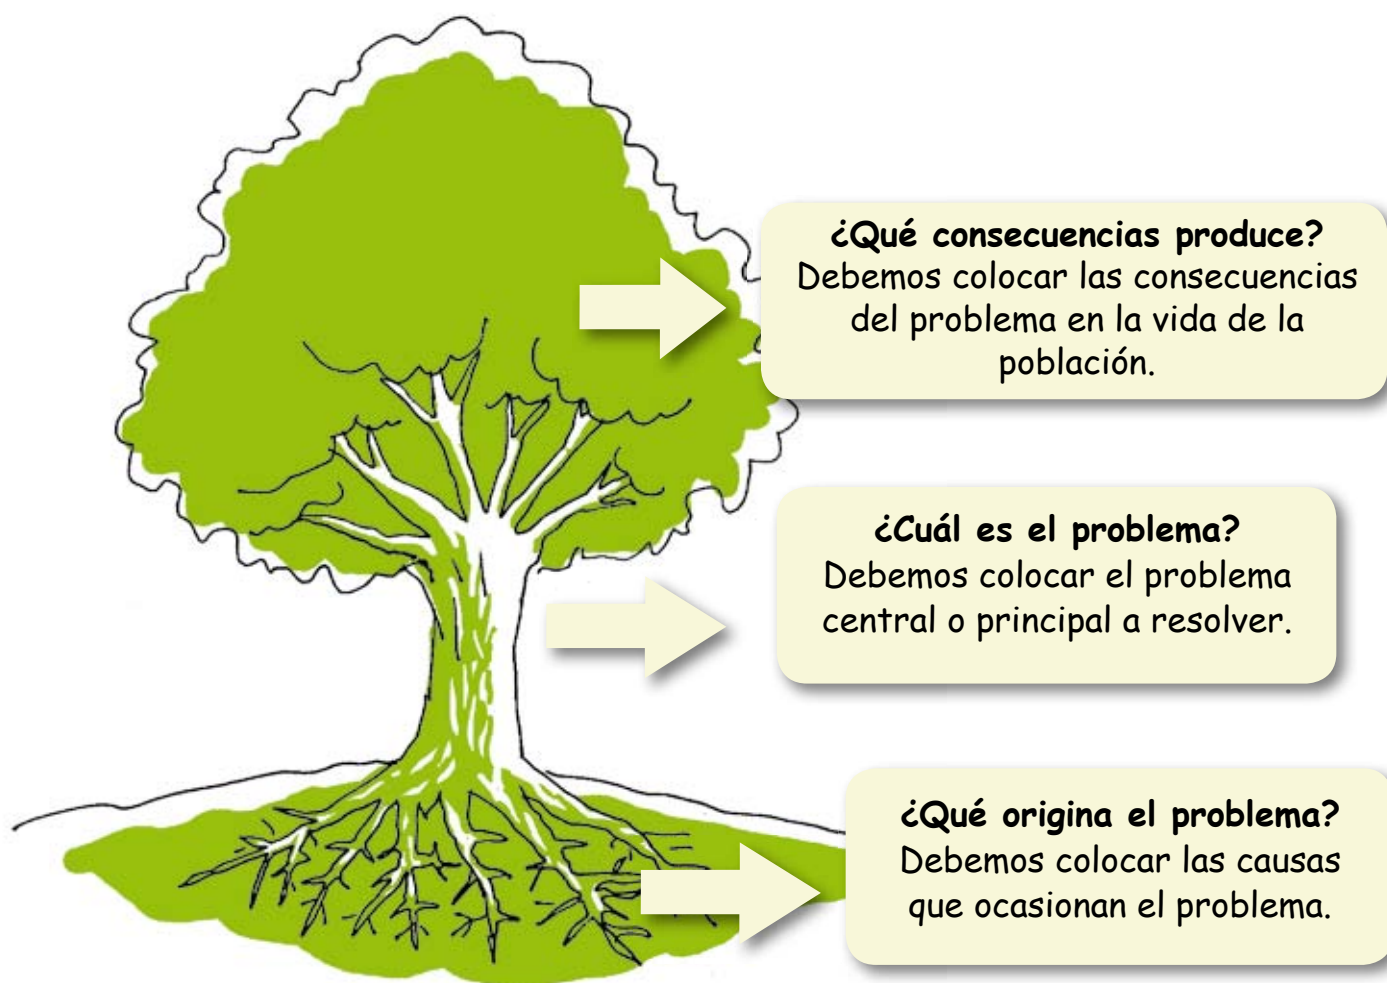 ¿Qué consecuencias produce?
Debemos colocar las consecuencias
del problema en la vida de la
población.
¿Cuál es el problema?
Debemos colocar el problema
central o principal a resolver.
¿Qué origina el problema?
Debemos colocar las causas
que ocasionan el problema.